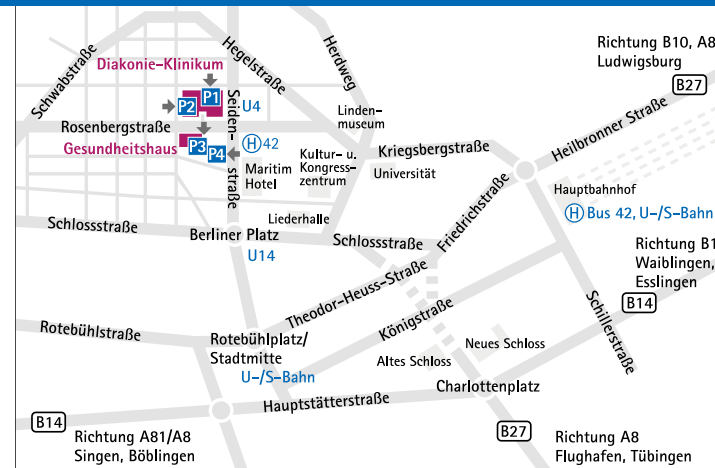 Schwabstraße
Hegelstraße
Herdweg
Richtung B10, A8
Ludwigsburg
B27
Diakonie-Klinikum
P1
P2
Seiden-
straße
U4
Linden-
museum
Heilbronner Straße
Rosenbergstraße
Gesundheitshaus
P3
P4
H 42
Maritim
Hotel
Kultur- u.
Kongress-
zentrum
Kriegsbergstraße
Universität
Hauptbahnhof
H Bus 42, U-/S-Bahn
Friedrichstraße
Schlossstraße
Liederhalle
Berliner Platz
U14
Schlossstraße
Richtung B1
Waiblingen,
Esslingen
B14
Theodor-Heuss-Straße
Königstraße
Schillerstraße
Rotebühlstraße
Rotebühlplatz/
Stadtmitte
U-/S-Bahn
Neues Schloss
Altes Schloss
Charlottenplatz
Hauptstätterstraße
B14
Richtung A81/A8
Singen, Böblingen
B27
Richtung A8
Flughafen, Tübingen